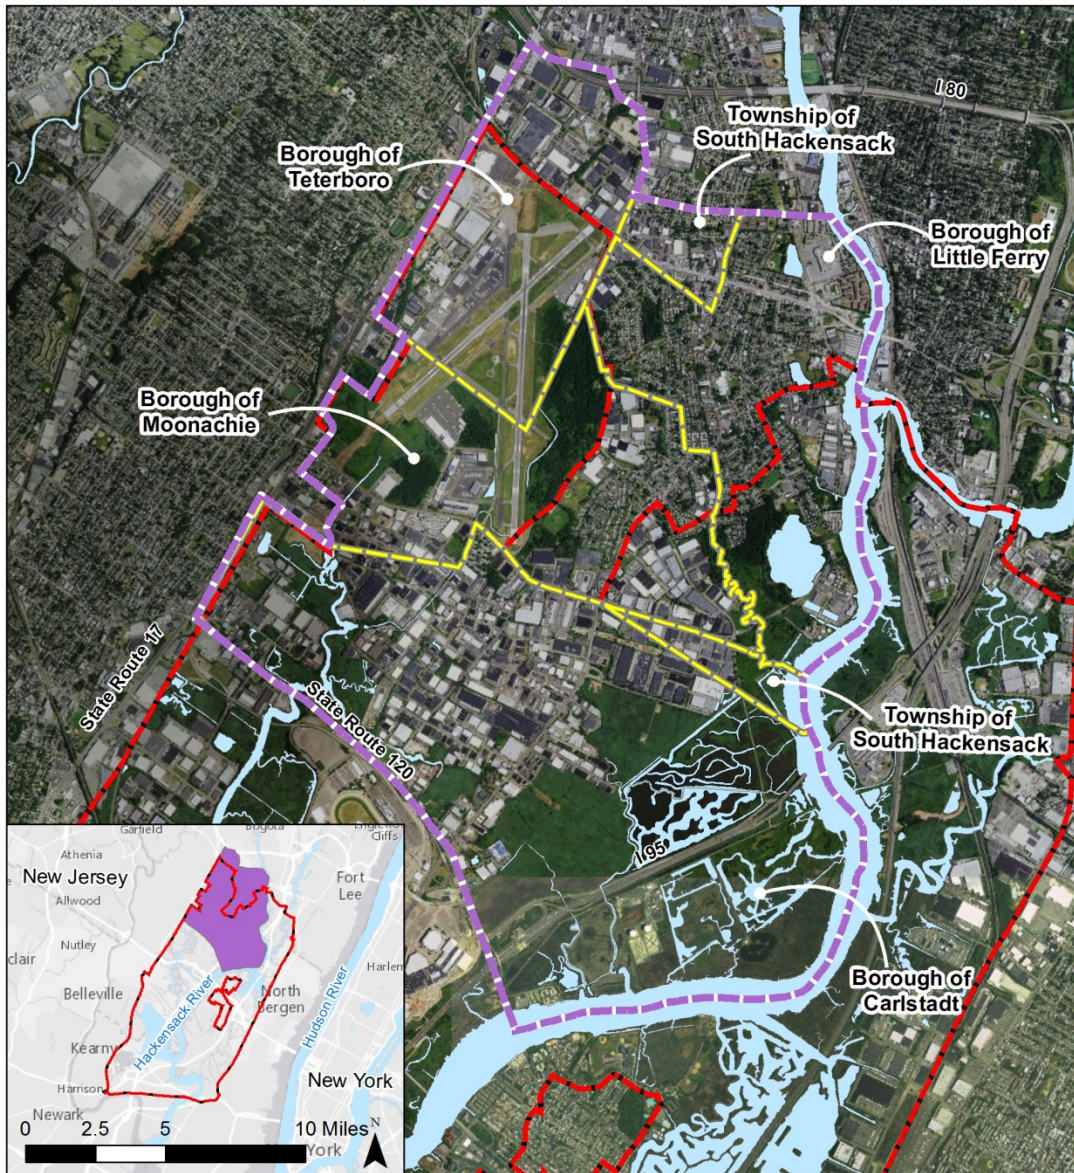 I 80
Township of
South Hackensack
Borough of
Teterboro
Borough of
Little Ferry
Borough of
Moonachie
State Route 17
State Route 120
Township of
South Hackensack
I 95
Borough of
Carlstadt
Garfield
Bogota
Cliffs
Athenia
New Jersey
Fort
Lee
Allwood
Nutley
clair
Harlem
Belleville
North
Bergen
Hackensack River
Hudson River
Kearny
New York
Harrison
Newark
N
0 2.5 5 10 Miles
York